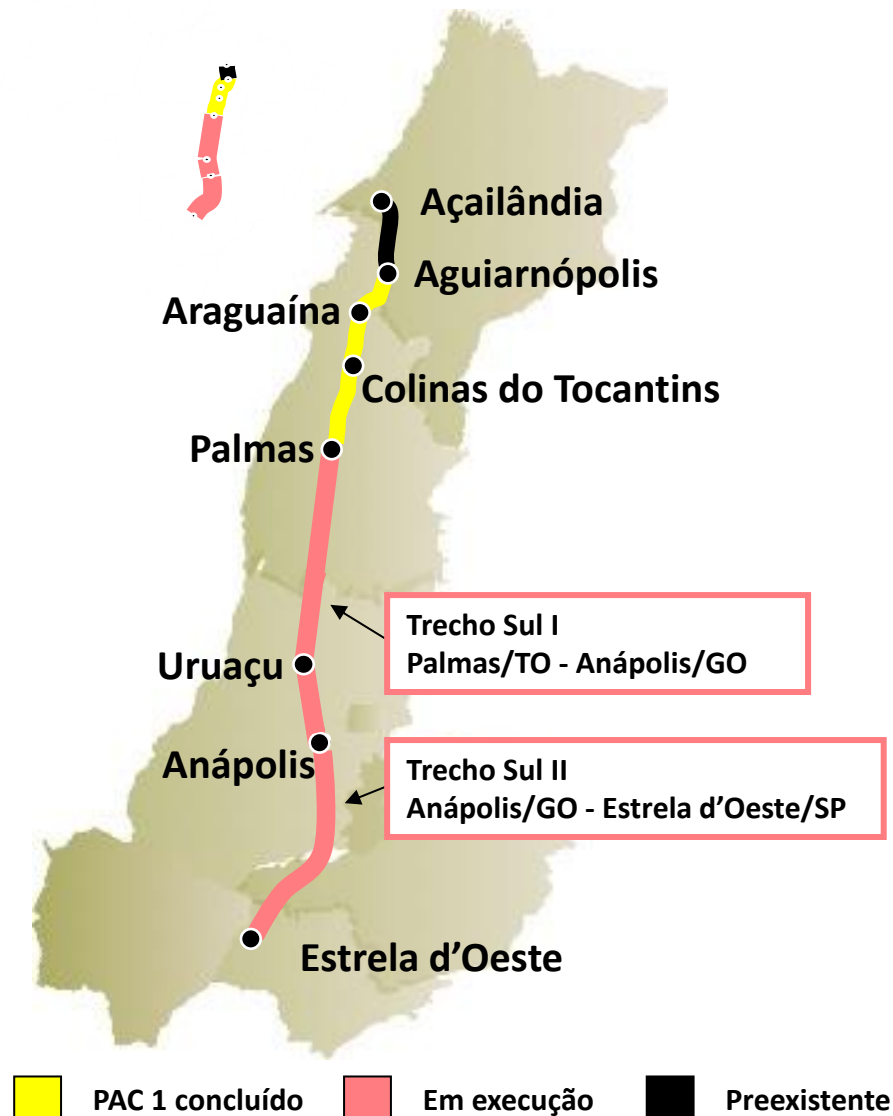 Açailândia
Aguiarnópolis
Araguaína
Colinas do Tocantins
Palmas
Trecho Sul I
Palmas/TO - Anápolis/GO
Uruaçu
Anápolis
Trecho Sul II
Anápolis/GO - Estrela d’Oeste/SP
Estrela d’Oeste
PAC 1 concluído
Em execução
Preexistente